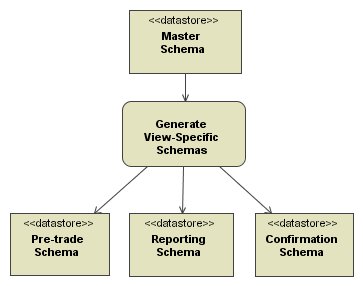 <<datastore>>
Master
Schema
Generate
View-Specific
Schemas
<<datastore>>
Pre-trade
Schema
<<datastore>>
Reporting
Schema
<<datastore>>
Confirmation
Schema